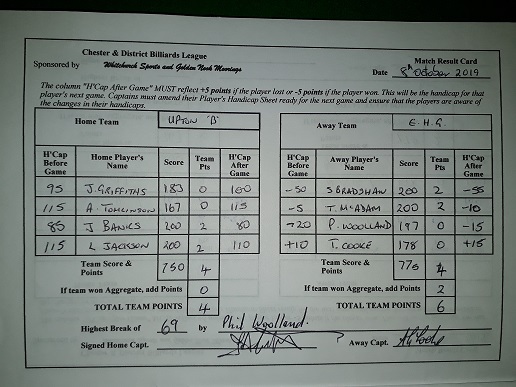 Chester & District Billiards League
Sponsored by Whitchurch Sports and Golden Nook Moorings
Match Result Card
Date 8th October 2019
The column "H'Cap After Game" MUST reflect +5 points if the player lost or -5 points if the player won. This will be the handicap for that
player's next game. Captains must amend their Player's Handicap Sheet ready for the next game and ensure that the players are aware of
the changes in their handicaps.
Home Team UPTON 'B' Away Team E.H.G.
H'Cap Before Game Home Player's Name Score Team Pts H'Cap After Game H'Cap Before Game Away Player's Name Score Team Pts H'Cap After Game
95 J. GRIFFITHS 183 0 100 -50 S BRADSHAW 200 2 -55
115 A TOMLINSON 167 0 115 -5 T. McADAM 200 2 -10
85 J BANKS 200 2 80 -20 P. WOOLLAND 197 0 -15
115 L JACKSON 200 2 110 +10 T. COOKE 178 0 +15
Team Score & Points 750 4 Team Score & Points 775 4
If team won Aggregate, add Points 0 If team won Aggregate, add Points 2
TOTAL TEAM POINTS 4 TOTAL TEAM POINTS 6
Highest Break of 69 by Phil Woolland.
Signed Home Capt. Away Capt.